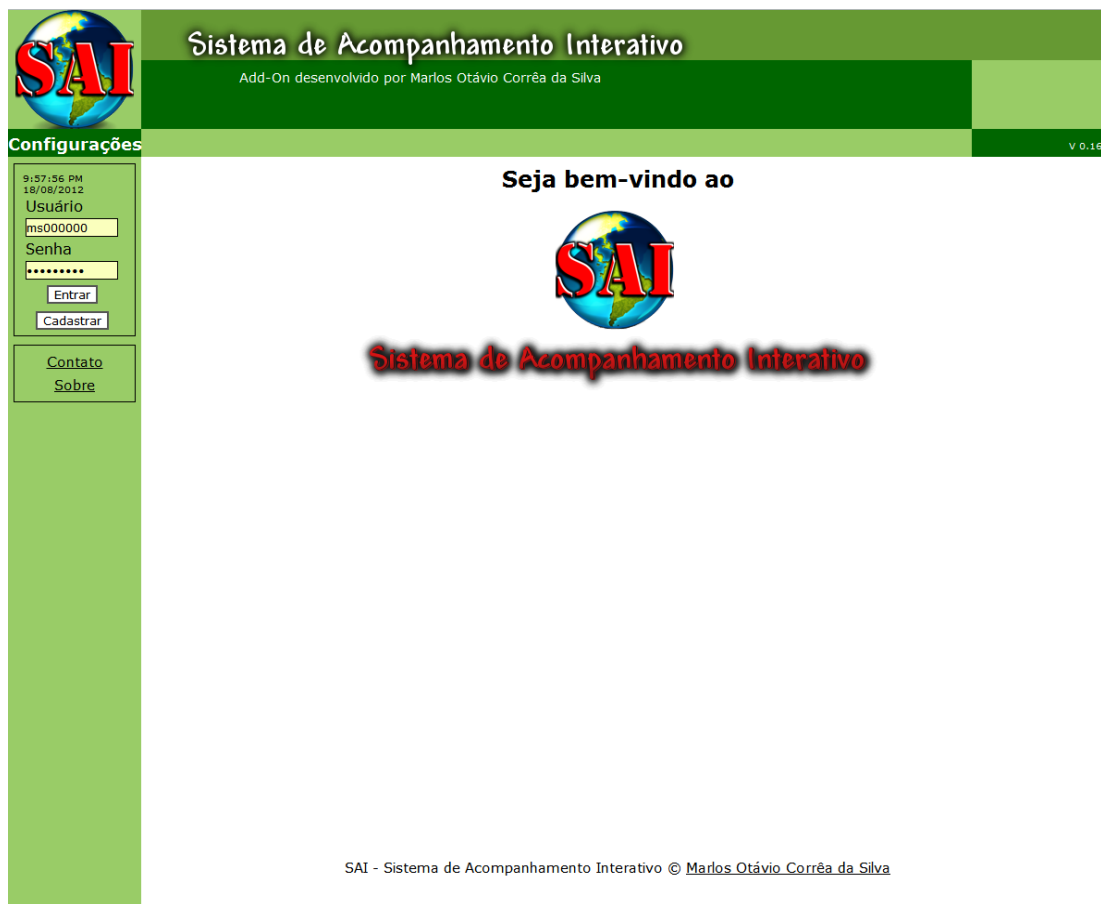 SAI
Sistema de Acompanhamento Interativo
Add-On desenvolvido por Marlos Otávio Corrêa da Silva
Configurações
V 0.16
9:57:56 PM
18/08/2012
Usuário
ms000000
Senha
•••••••••
Entrar
Cadastrar
Contato
Sobre
Seja bem-vindo ao
SAI
Sistema de Acompanhamento Interativo
SAI - Sistema de Acompanhamento Interativo © Marlos Otávio Corrêa da Silva